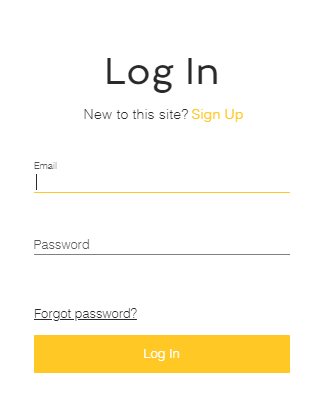 Log In
New to this site? Sign Up
Email
Password
Forgot password?
Log In